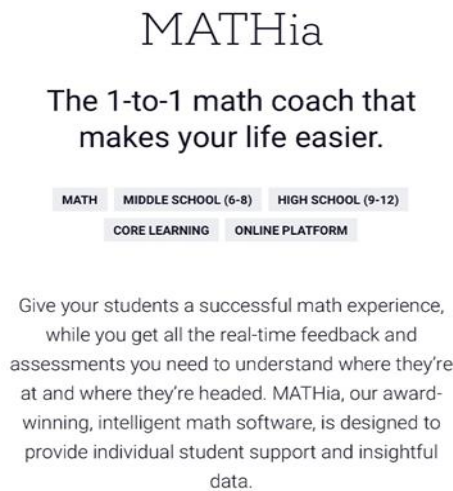 MATHia
The 1-to-1 math coach that
makes your life easier.
MATH
MIDDLE SCHOOL (6-8)
HIGH SCHOOL (9-12)
CORE LEARNING
ONLINE PLATFORM
Give your students a successful math experience,
while you get all the real-time feedback and
assessments you need to understand where they're
at and where they're headed. MATHia, our award-
winning, intelligent math software, is designed to
provide individual student support and insightful
data.